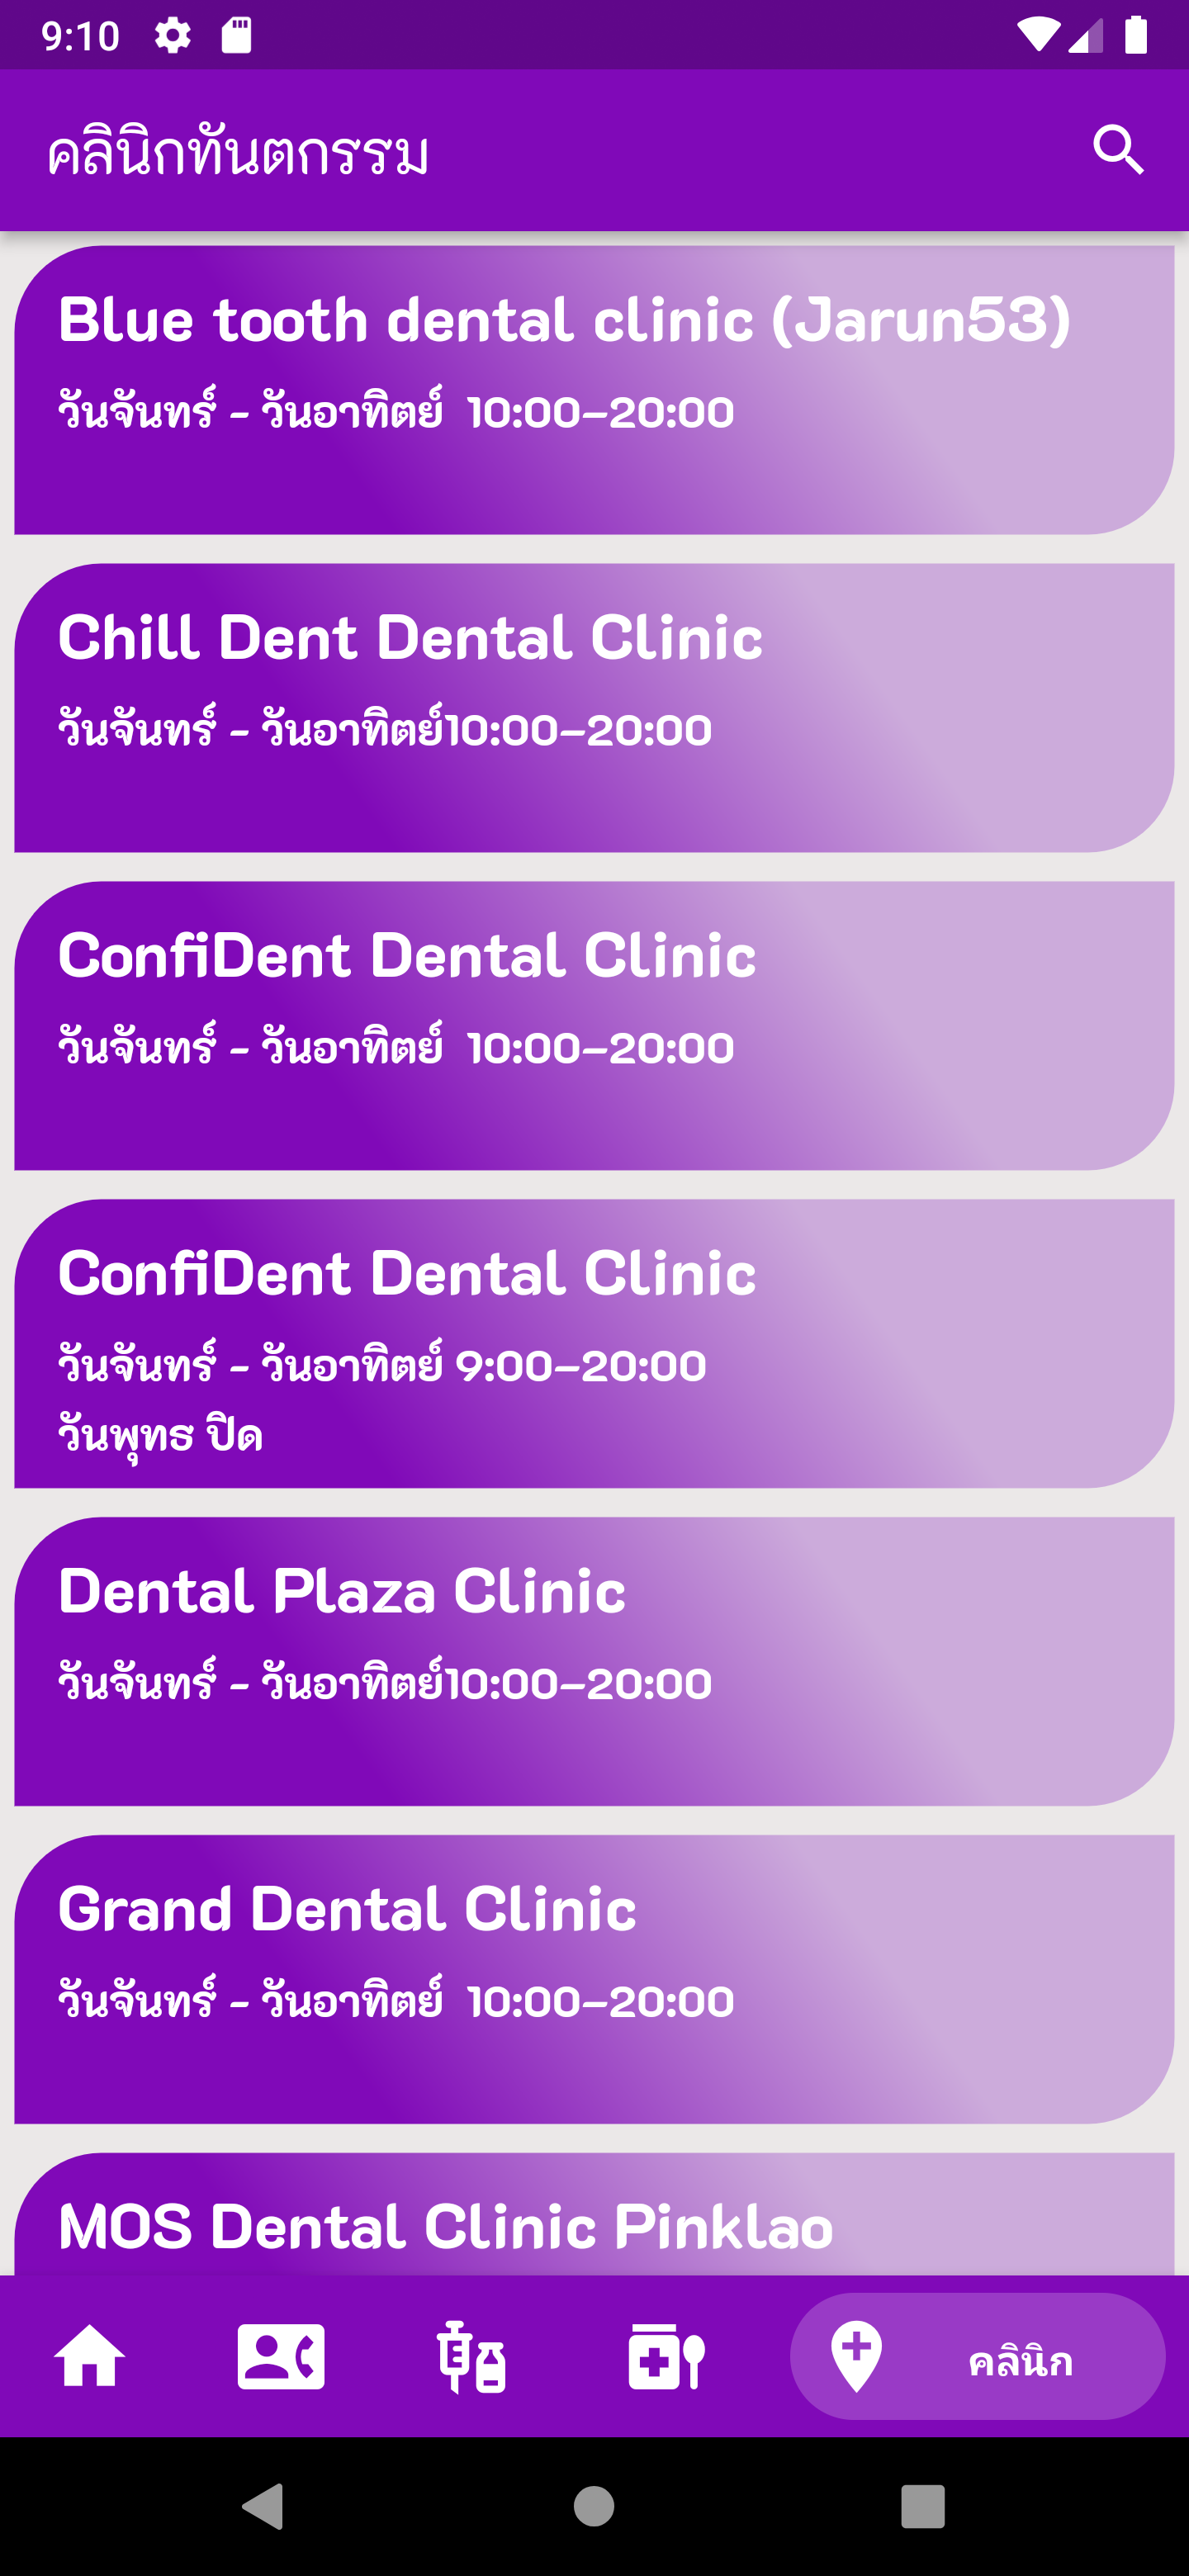 9:10
คลินิกทันตกรรม
Blue tooth dental clinic (Jarun53)
วันจันทร์ - วันอาทิตย์  10:00–20:00
Chill Dent Dental Clinic
วันจันทร์ - วันอาทิตย์10:00–20:00
ConfiDent Dental Clinic
วันจันทร์ - วันอาทิตย์  10:00–20:00
ConfiDent Dental Clinic
วันจันทร์ - วันอาทิตย์ 9:00–20:00
วันพุทธ ปิด
Dental Plaza Clinic
วันจันทร์ - วันอาทิตย์10:00–20:00
Grand Dental Clinic
วันจันทร์ - วันอาทิตย์  10:00–20:00
MOS Dental Clinic Pinklao
คลินิก